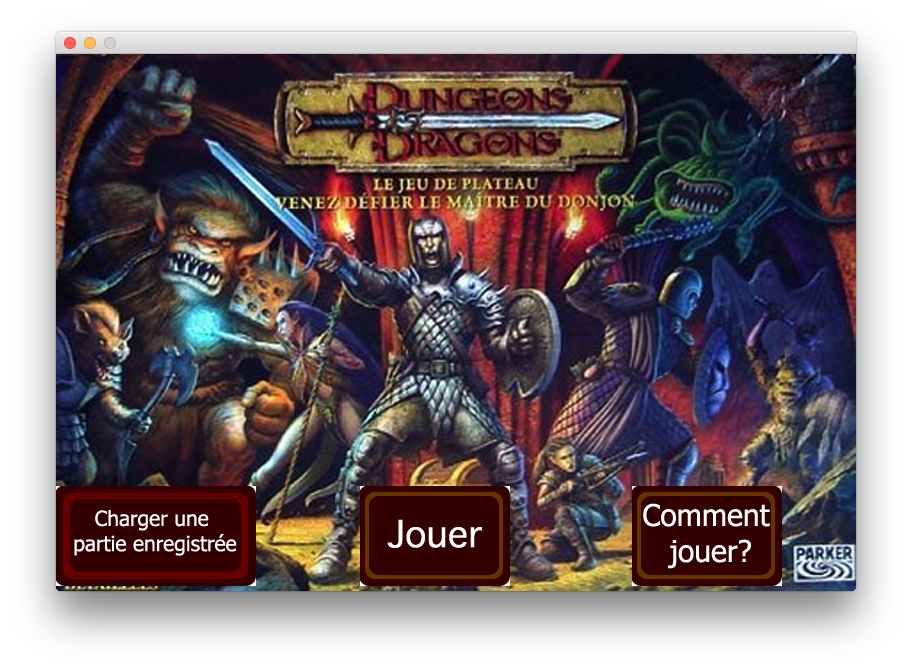 DUNGEONS
DRAGONS
LE JEU DE PLATEAU
VENEZ DÉFIER LE MAÎTRE DU DONJON
Charger une
partie enregistrée
Jouer
Comment
jouer?
PARKER